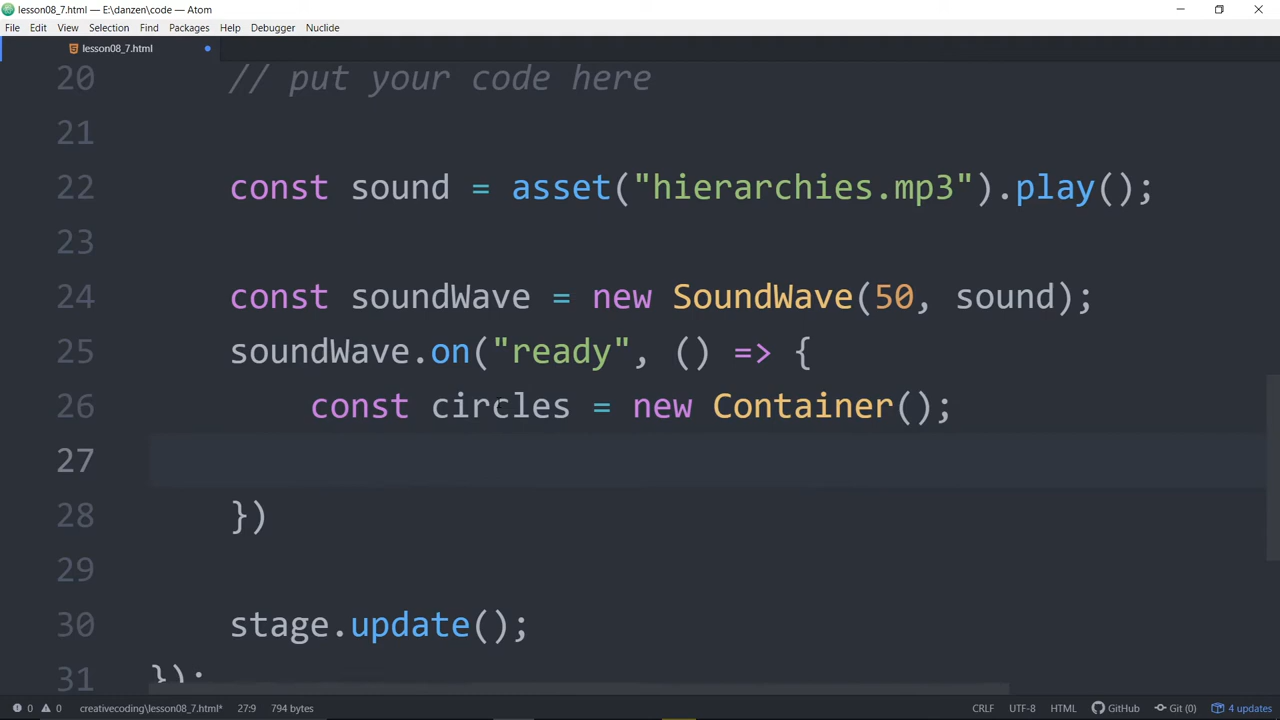 lesson08_7.html — E:\danzen\code — Atom
File Edit View Selection Find Packages Help Debugger Nuclide
lesson08_7.html
20 // put your code here
21
22 const sound = asset("hierarchies.mp3").play();
23
24 const soundWave = new SoundWave(50, sound);
25 soundWave.on("ready", () => {
26 const circles = new Container();
27
28 })
29
30 stage.update();
31 });
0 0 creativecoding\lesson08_7.html* 27:9 794 bytes CRLF UTF-8 HTML GitHub Git (0) 4 updates